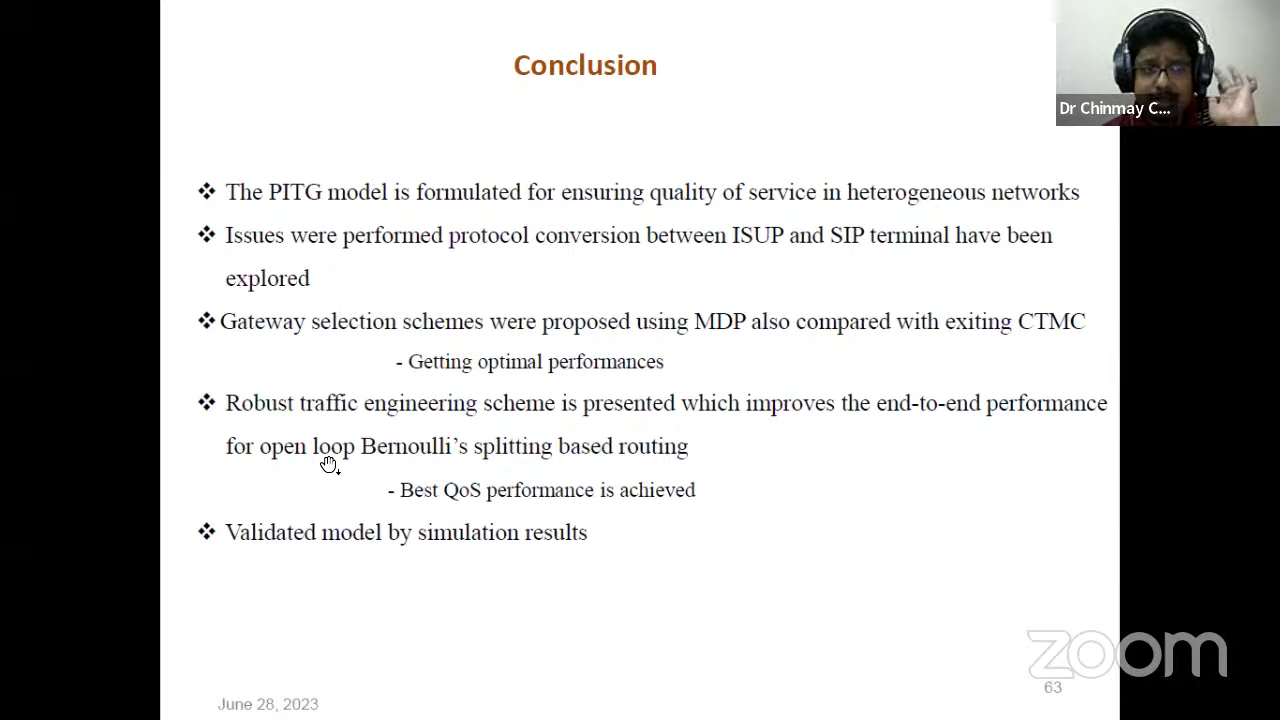 Conclusion
Dr Chinmay C...
❖ The PITG model is formulated for ensuring quality of service in heterogeneous networks
❖ Issues were performed protocol conversion between ISUP and SIP terminal have been
explored
❖ Gateway selection schemes were proposed using MDP also compared with exiting CTMC
- Getting optimal performances
❖ Robust traffic engineering scheme is presented which improves the end-to-end performance
for open loop Bernoulli’s splitting based routing
- Best QoS performance is achieved
❖ Validated model by simulation results
zoom
63
June 28, 2023